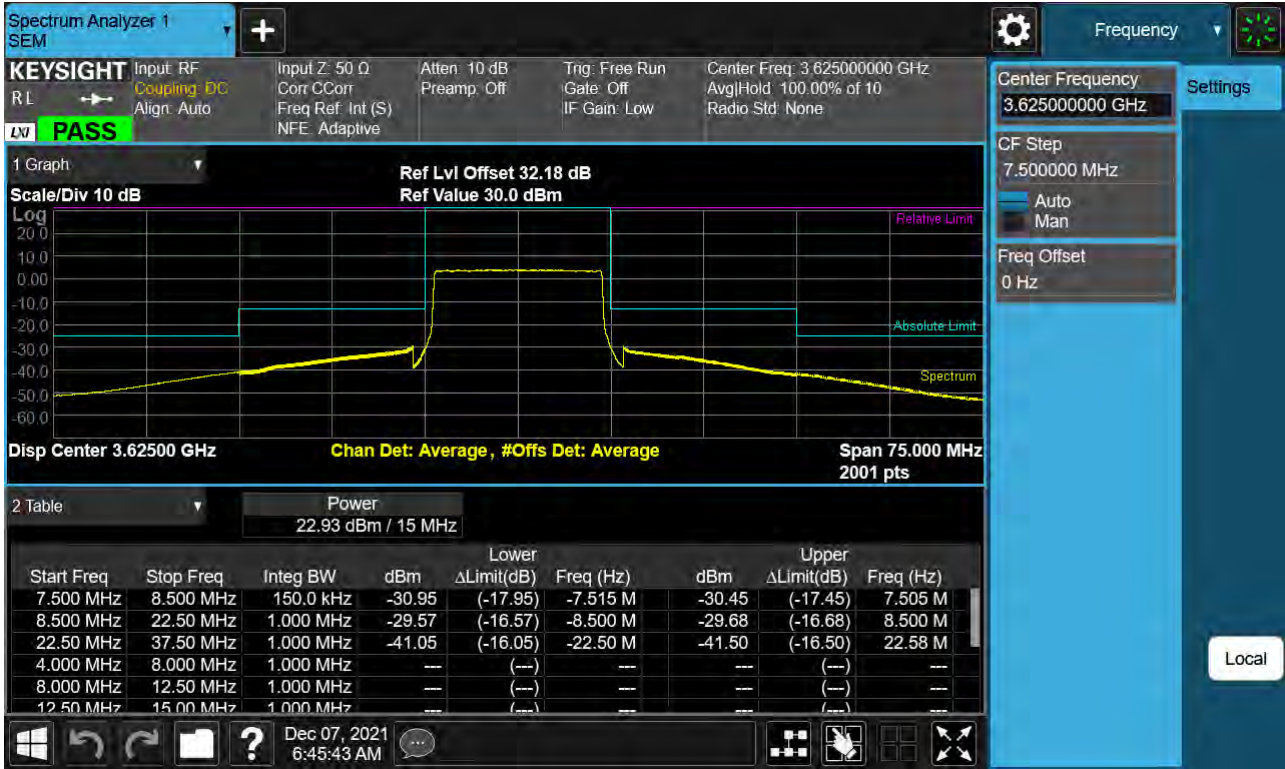 Spectrum Analyzer 1
SEM
+
Frequency
KEYSIGHT
R L
LXI
PASS
Input: RF
Coupling: DC
Align: Auto
Input Z: 50 Ω
Corr CCorr
Freq Ref: Int (S)
NFE: Adaptive
Atten: 10 dB
Preamp: Off
Trig: Free Run
Gate: Off
IF Gain: Low
Center Freq: 3.625000000 GHz
Avg|Hold: 100.00% of 10
Radio Std: None
Center Frequency
3.625000000 GHz
Settings
CF Step
7.500000 MHz
Auto
Man
Freq Offset
0 Hz
Local
1 Graph
Scale/Div 10 dB
Ref Lvl Offset 32.18 dB
Ref Value 30.0 dBm
Log
20.0
10.0
0.00
-10.0
-20.0
-30.0
-40.0
-50.0
-60.0
Relative Limit
Absolute Limit
Spectrum
Disp Center 3.62500 GHz
Chan Det: Average , #Offs Det: Average
Span 75.000 MHz
2001 pts
2 Table
Power
22.93 dBm / 15 MHz
Lower Upper
Start Freq Stop Freq Integ BW dBm ΔLimit(dB) Freq (Hz) dBm ΔLimit(dB) Freq (Hz)
7.500 MHz 8.500 MHz 150.0 kHz -30.95 (-17.95) -7.515 M -30.45 (-17.45) 7.505 M
8.500 MHz 22.50 MHz 1.000 MHz -29.57 (-16.57) -8.500 M -29.68 (-16.68) 8.500 M
22.50 MHz 37.50 MHz 1.000 MHz -41.05 (-16.05) -22.50 M -41.50 (-16.50) 22.58 M
4.000 MHz 8.000 MHz 1.000 MHz --- (---) --- --- (---) ---
8.000 MHz 12.50 MHz 1.000 MHz --- (---) --- --- (---) ---
12.50 MHz 15.00 MHz 1.000 MHz --- (---) --- --- (---) ---
?
Dec 07, 2021
6:45:43 AM